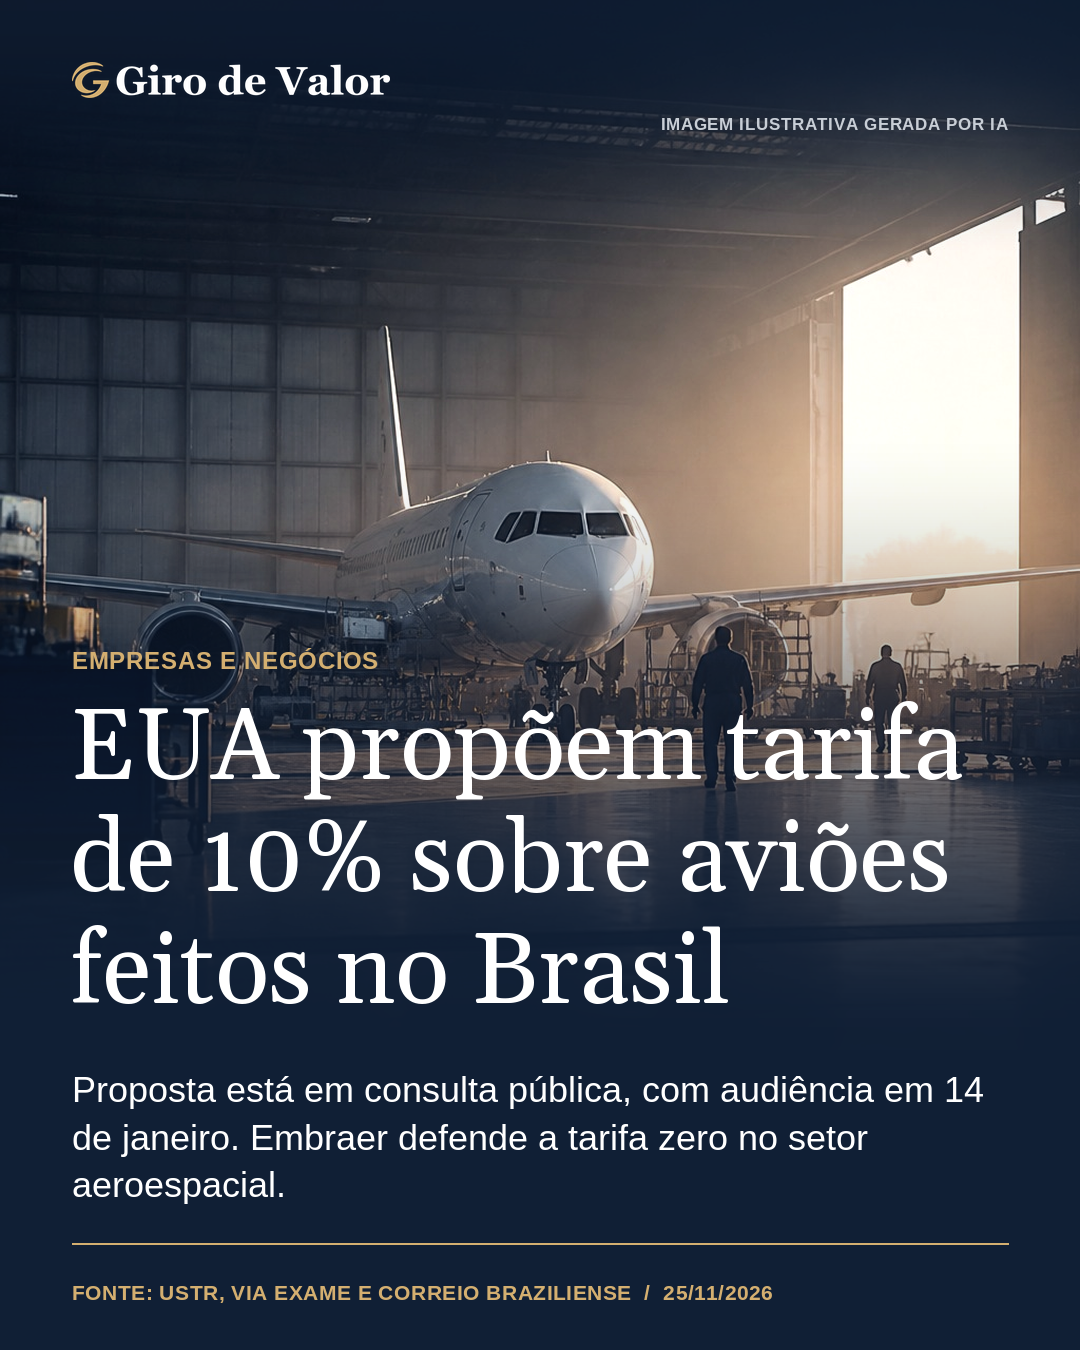 Giro de Valor
IMAGEM ILUSTRATIVA GERADA POR IA
EMPRESAS E NEGÓCIOS
EUA propõem tarifa
de 10% sobre aviões
feitos no Brasil
Proposta está em consulta pública, com audiência em 14
de janeiro. Embraer defende a tarifa zero no setor
aeroespacial.
FONTE: USTR, VIA EXAME E CORREIO BRAZILIENSE / 25/11/2026